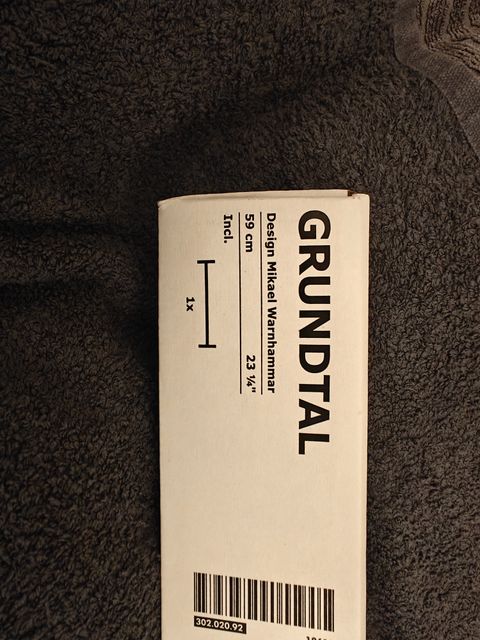 GRUNDTAL
Design Mikael Warnhammar
59 cm 23 ¼"
Incl.
1x
302.020.92